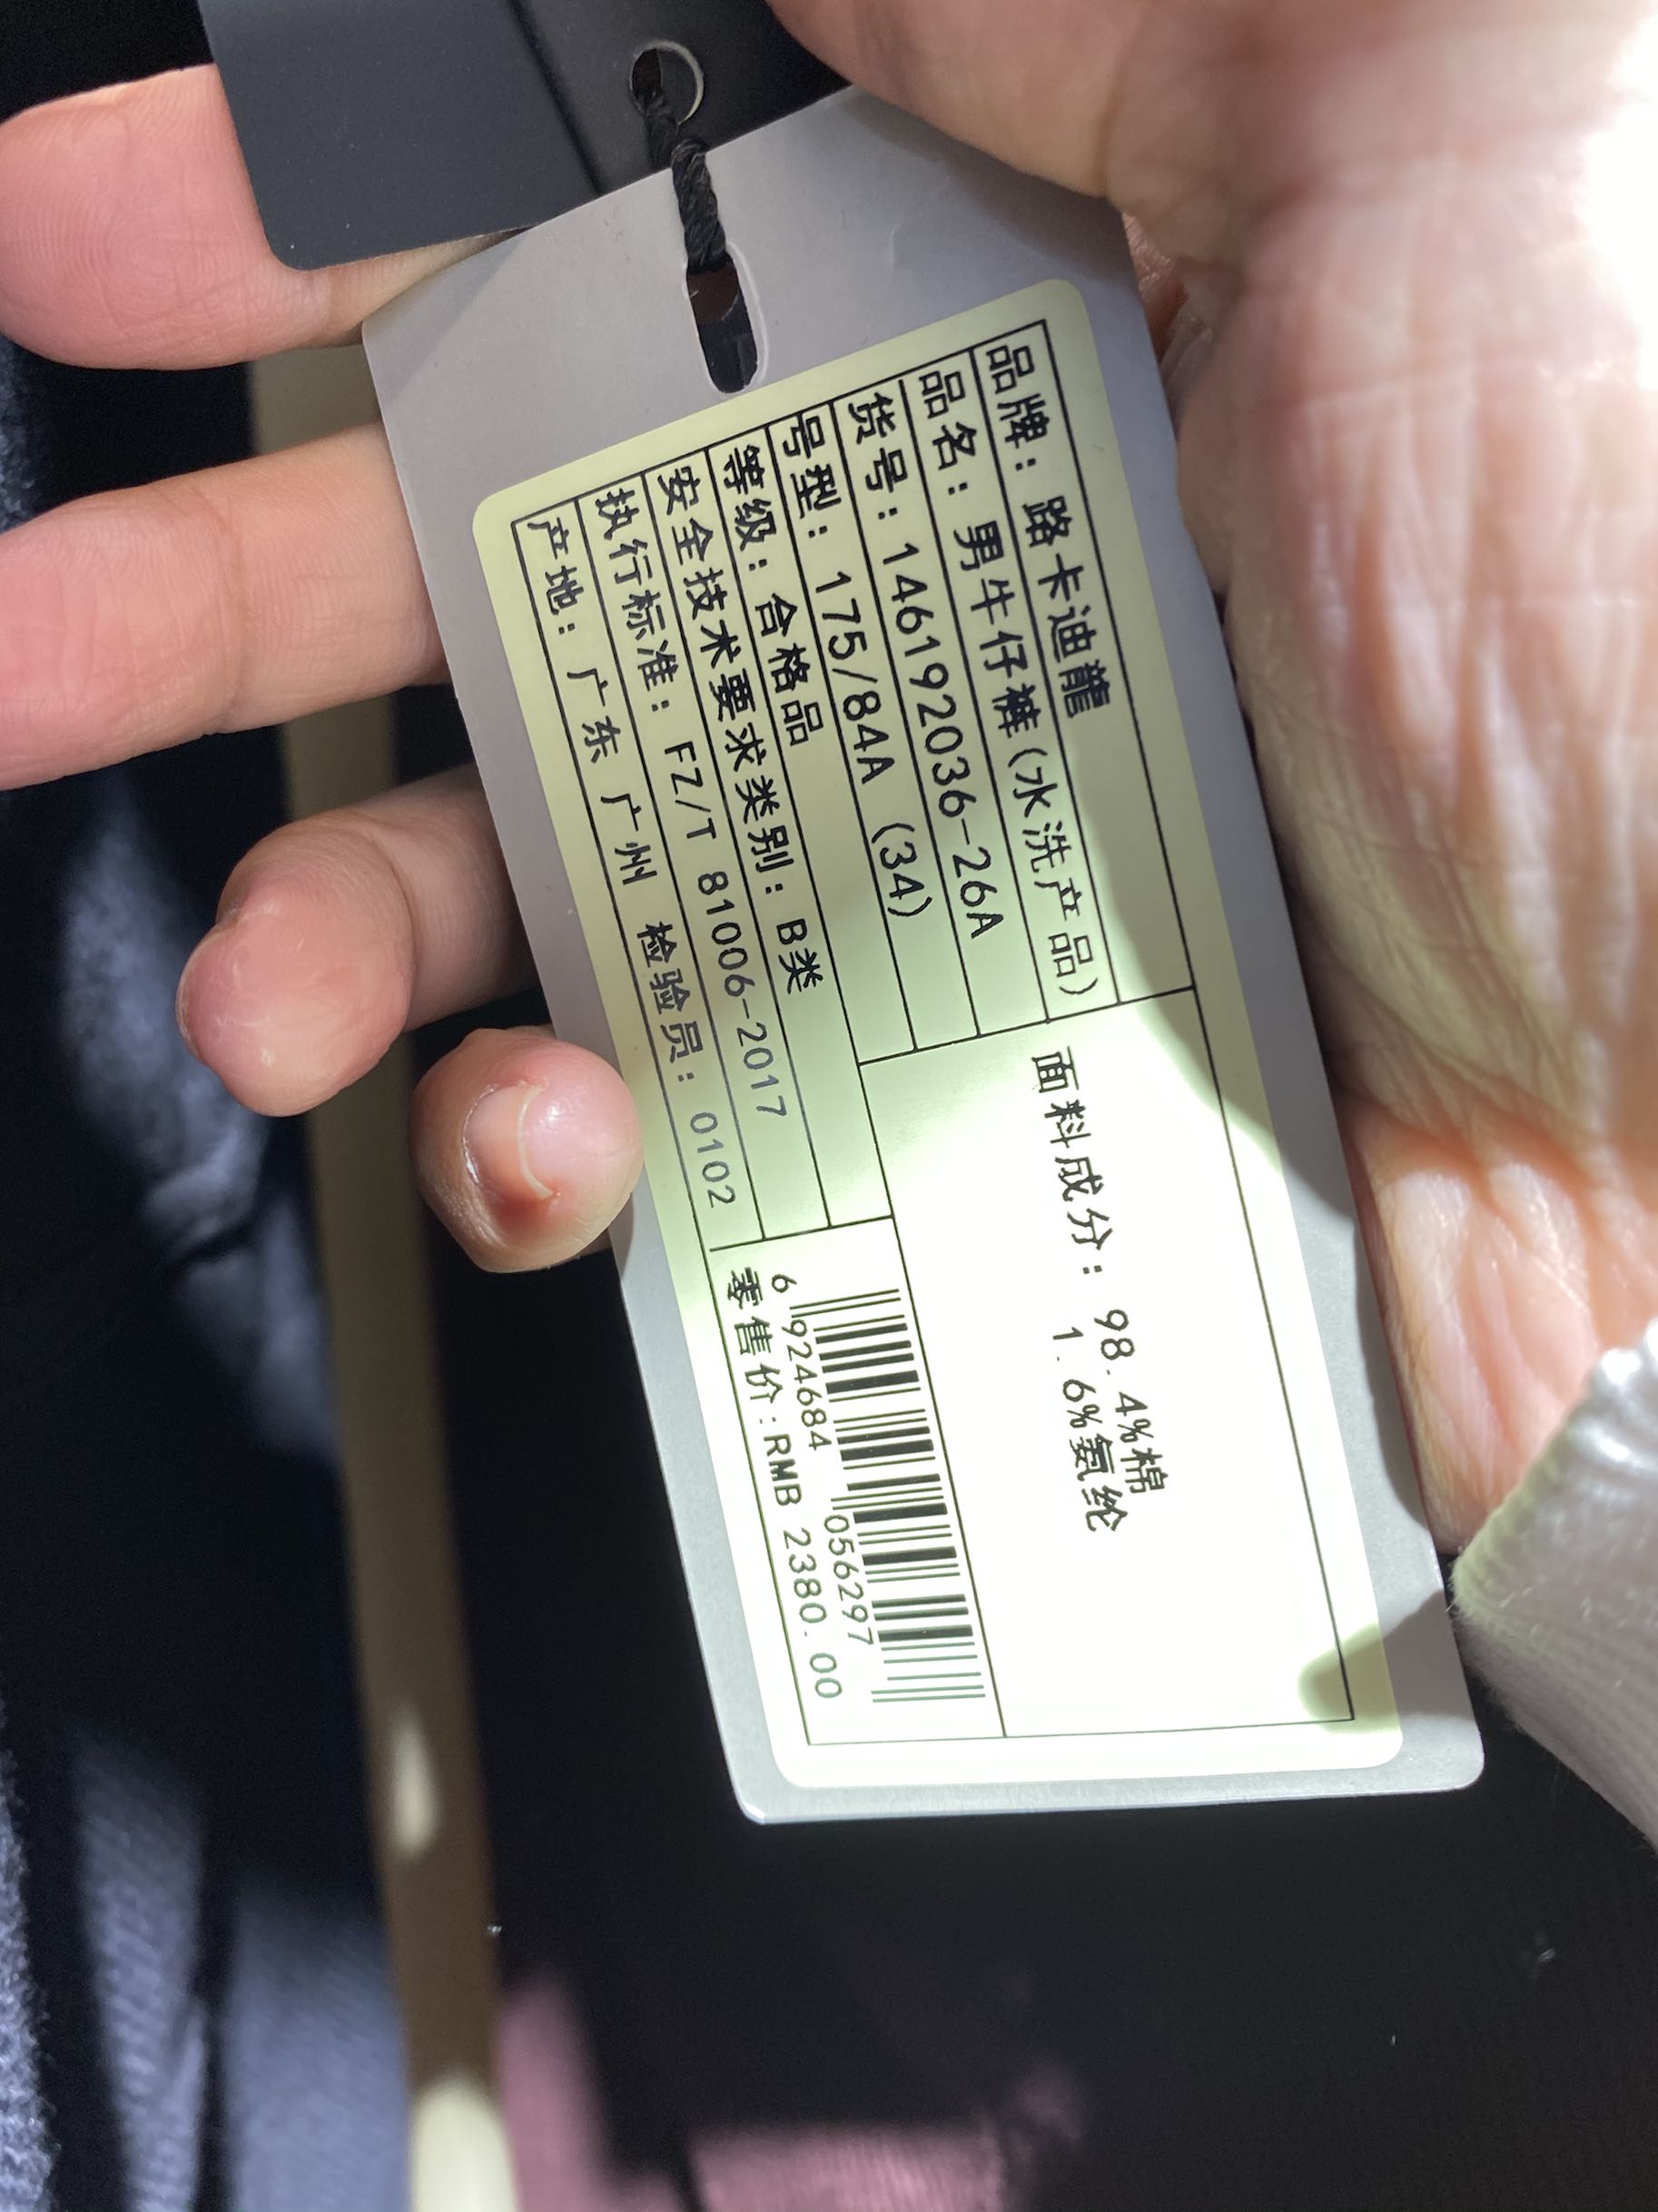 品牌：路卡迪龍
品名：男牛仔裤(水洗产品)
货号：146192036-26A
号型：175/84A (34)
等级：合格品
安全技术要求类别：B类
执行标准：FZ/T 81006-2017
产地：广东 广州 检验员：0102
面料成分：98.4%棉
1.6%氨纶
6 924684 056297
零售价:RMB 2380.00